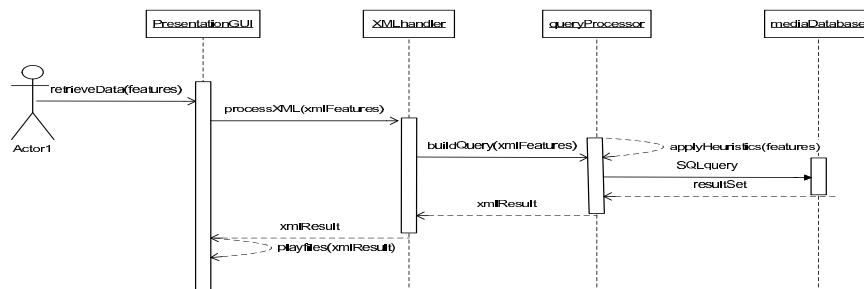 PresentationGUI
XMLhandler
queryProcessor
mediaDatabase
retrieveData(features)
processXML(xmlFeatures)
Actor1
buildQuery(xmlFeatures)
applyHeuristics(features)
SQLquery
resultSet
xmlResult
xmlResult
playfiles(xmlResult)